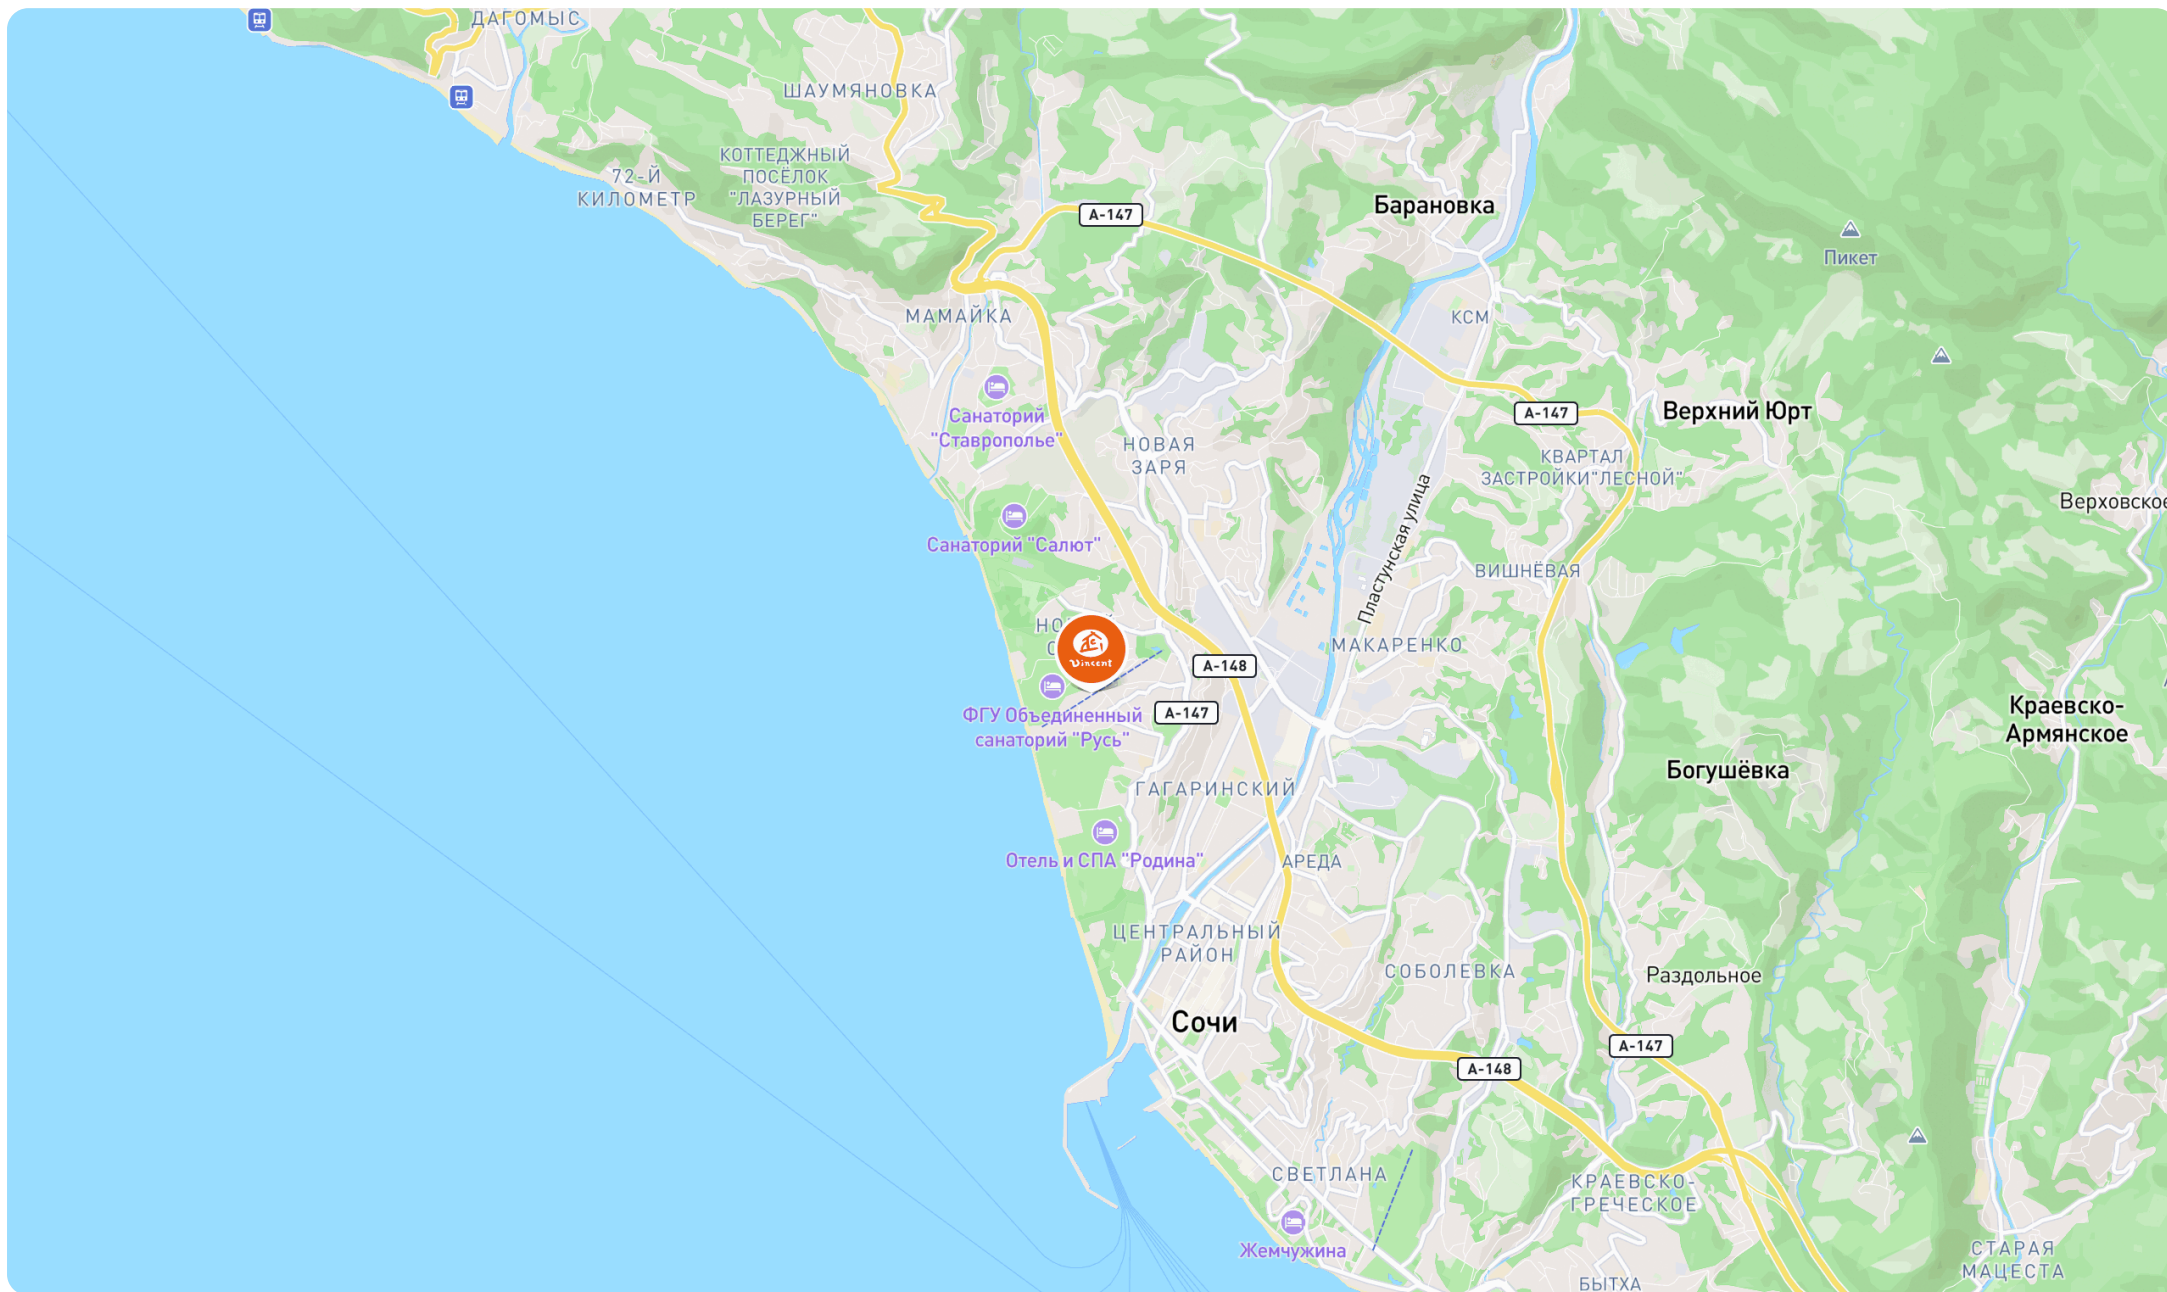 ДАГОМЫС
ШАУМЯНОВКА
КОТТЕДЖНЫЙ
ПОСЁЛОК
"ЛАЗУРНЫЙ
БЕРЕГ"
72-Й
КИЛОМЕТР
А-147
Барановка
Пикет
МАМАЙКА
КСМ
Санаторий
"Ставрополье"
НОВАЯ
ЗАРЯ
А-147
Верхний Юрт
КВАРТАЛ
ЗАСТРОЙКИ"ЛЕСНОЙ"
Верховское
Пластунская улица
Санаторий "Салют"
ВИШНЁВАЯ
Vincent
МАКАРЕНКО
А-148
А-147
ФГУ Объединенный
санаторий "Русь"
Краевско-
Армянское
Богушёвка
ГАГАРИНСКИЙ
Отель и СПА "Родина"
АРЕДА
ЦЕНТРАЛЬНЫЙ
РАЙОН
СОБОЛЕВКА
Раздольное
Сочи
А-147
А-148
СВЕТЛАНА
КРАЕВСКО-
ГРЕЧЕСКОЕ
Жемчужина
СТАРАЯ
МАЦЕСТА
БЫТХА